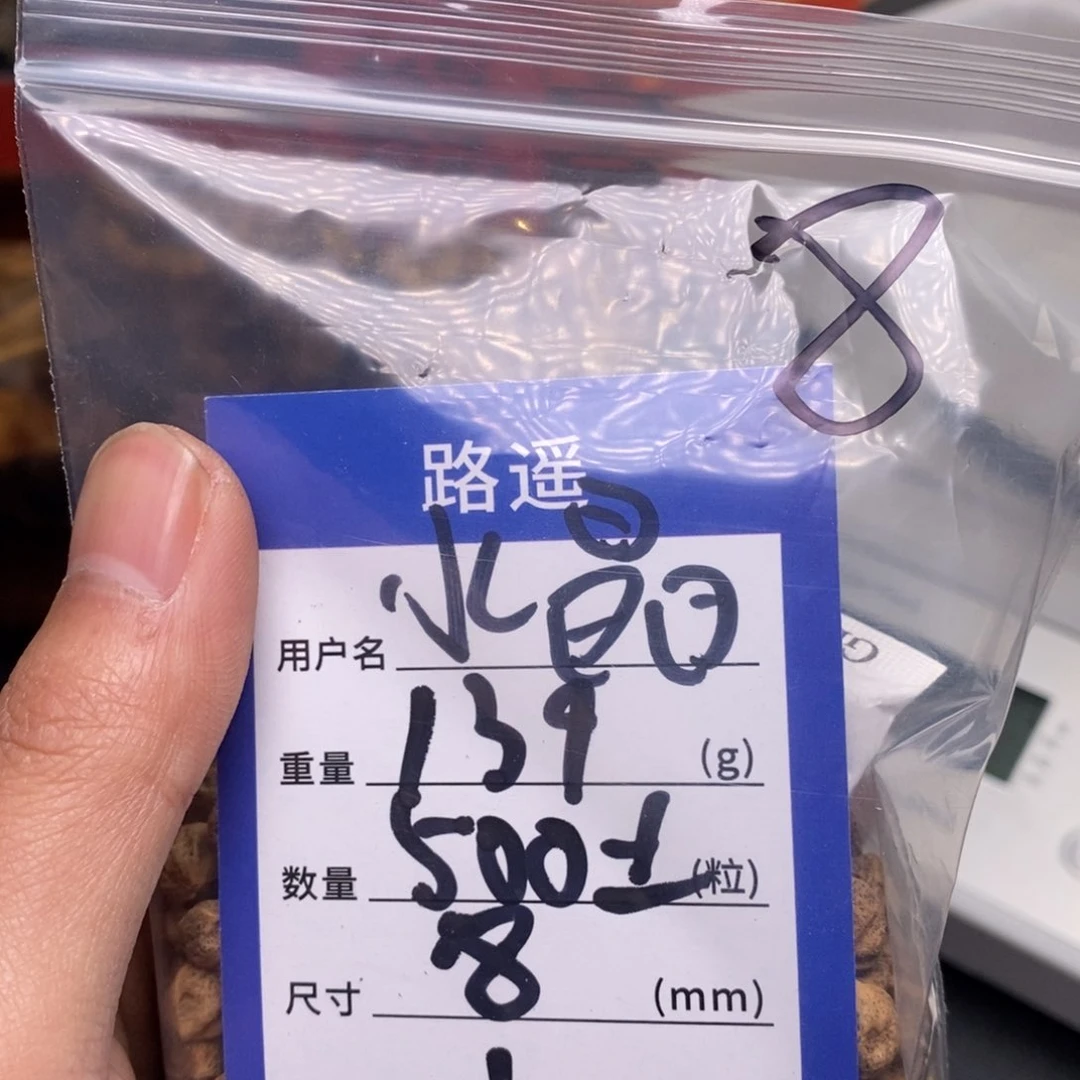 8
路遥
用户名 水晶
重量 139 (g)
数量 500± (粒)
尺寸 8 (mm)